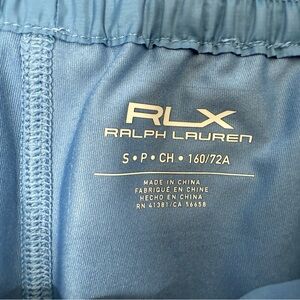 RLX
RALPH LAUREN
S•P•CH•160/72A
MADE IN CHINA
FABRIQUÉ EN CHINE
HECHO EN CHINA
RN 41381/CA 56658